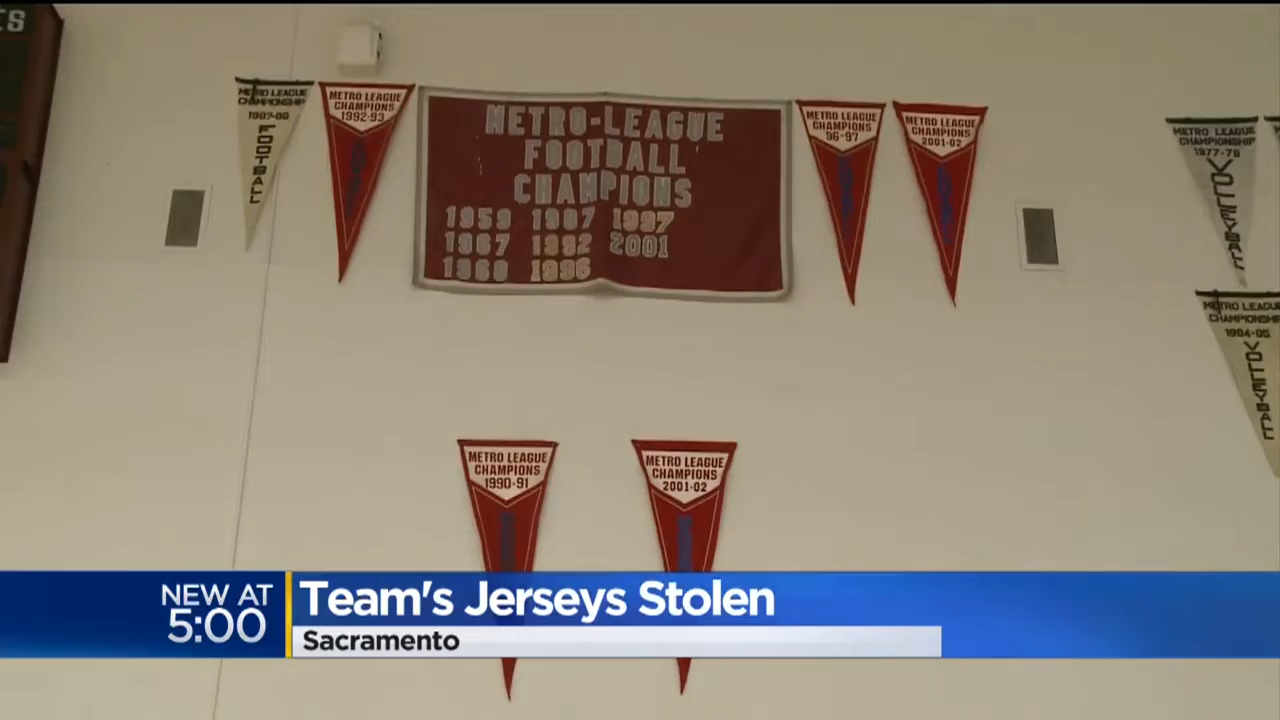 METRO LEAGUE
CHAMPIONSHIP
FOOTBALL
METRO LEAGUE
CHAMPIONS
1992-93
METRO-LEAGUE
FOOTBALL
CHAMPIONS
1959 1987 1997
1967 1992 2001
1968 1996
METRO LEAGUE
CHAMPIONS
96-97
METRO LEAGUE
CHAMPIONS
2001-02
METRO LEAGUE
CHAMPIONSHIP
1977-78
VOLLEYBALL
METRO LEAGUE
CHAMPIONSHIP
1984-85
VOLLEYBALL
METRO LEAGUE
CHAMPIONS
1990-91
METRO LEAGUE
CHAMPIONS
2001-02
NEW AT
5:00
Team's Jerseys Stolen
Sacramento